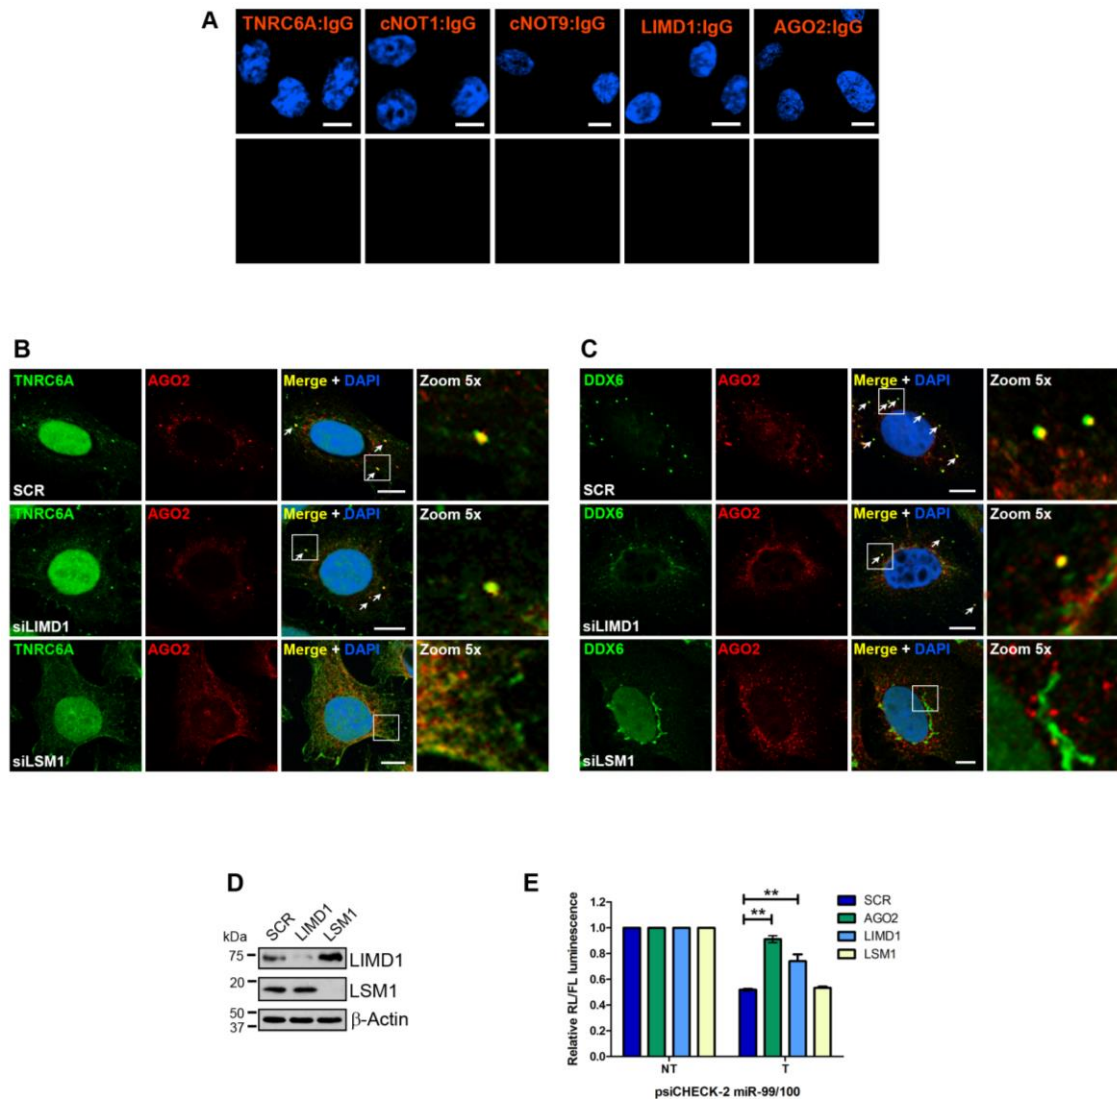 A
TNRC6A:IgG cNOT1:IgG cNOT9:IgG LIMD1:IgG AGO2:IgG
B
TNRC6A AGO2 Merge + DAPI Zoom 5x
SCR
TNRC6A AGO2 Merge + DAPI Zoom 5x
siLIMD1
TNRC6A AGO2 Merge + DAPI Zoom 5x
siLSM1
C
DDX6 AGO2 Merge + DAPI Zoom 5x
SCR
DDX6 AGO2 Merge + DAPI Zoom 5x
siLIMD1
DDX6 AGO2 Merge + DAPI Zoom 5x
siLSM1
D
SCR LIMD1 LSM1
kDa
75 LIMD1
20 LSM1
50
37
β-Actin
E
Relative RL/FL luminescence
1.2
1.0
0.8
0.6
0.4
0.2
0.0
** **
SCR
AGO2
LIMD1
LSM1
NT T
psiCHECK-2 miR-99/100